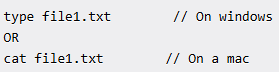 type file1.txt // On windows
OR
cat file1.txt // On a mac